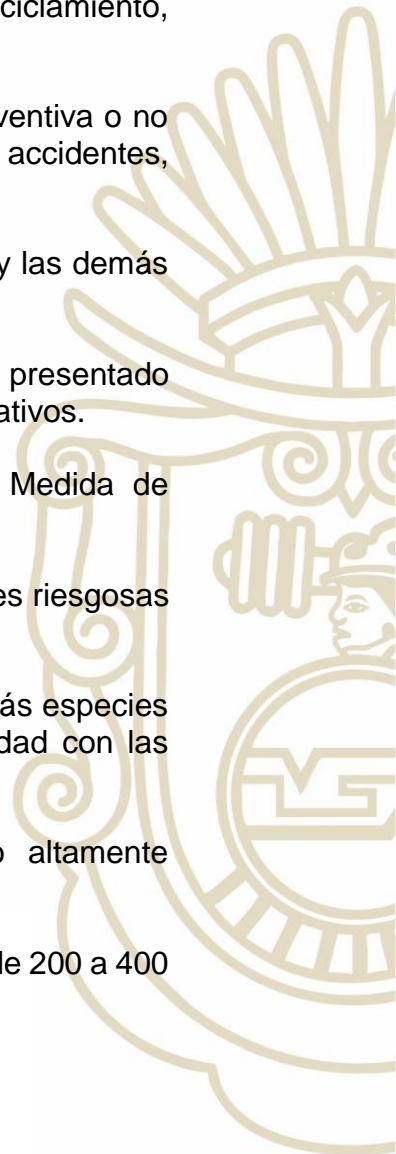 ciclamiento,
ventiva o no
accidentes,
y las demás
presentado
ativos.
Medida de
es riesgosas
ás especies
dad con las
o altamente
de 200 a 400